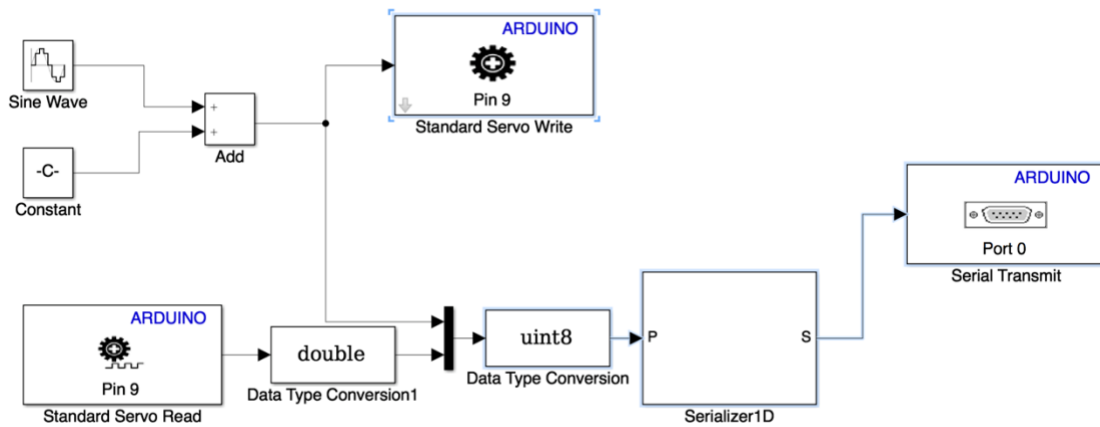 ARDUINO
Pin 9
Standard Servo Write
Sine Wave
+
+
Add
-C-
Constant
ARDUINO
Port 0
Serial Transmit
ARDUINO
Pin 9
Standard Servo Read
double
Data Type Conversion1
uint8
Data Type Conversion
P
S
Serializer1D